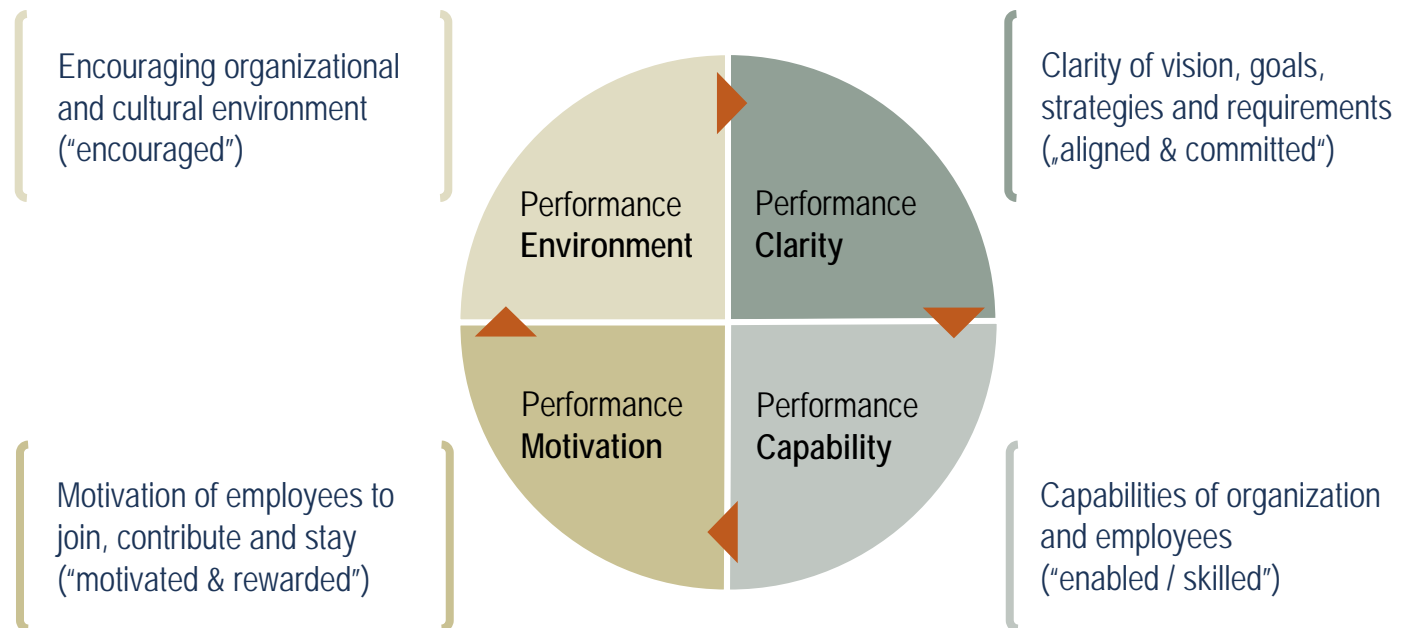 Encouraging organizational
and cultural environment
(“encouraged”)
Clarity of vision, goals,
strategies and requirements
(„aligned & committed“)
Performance
Environment
Performance
Clarity
Performance
Motivation
Performance
Capability
Motivation of employees to
join, contribute and stay
(“motivated & rewarded”)
Capabilities of organization
and employees
(“enabled / skilled”)